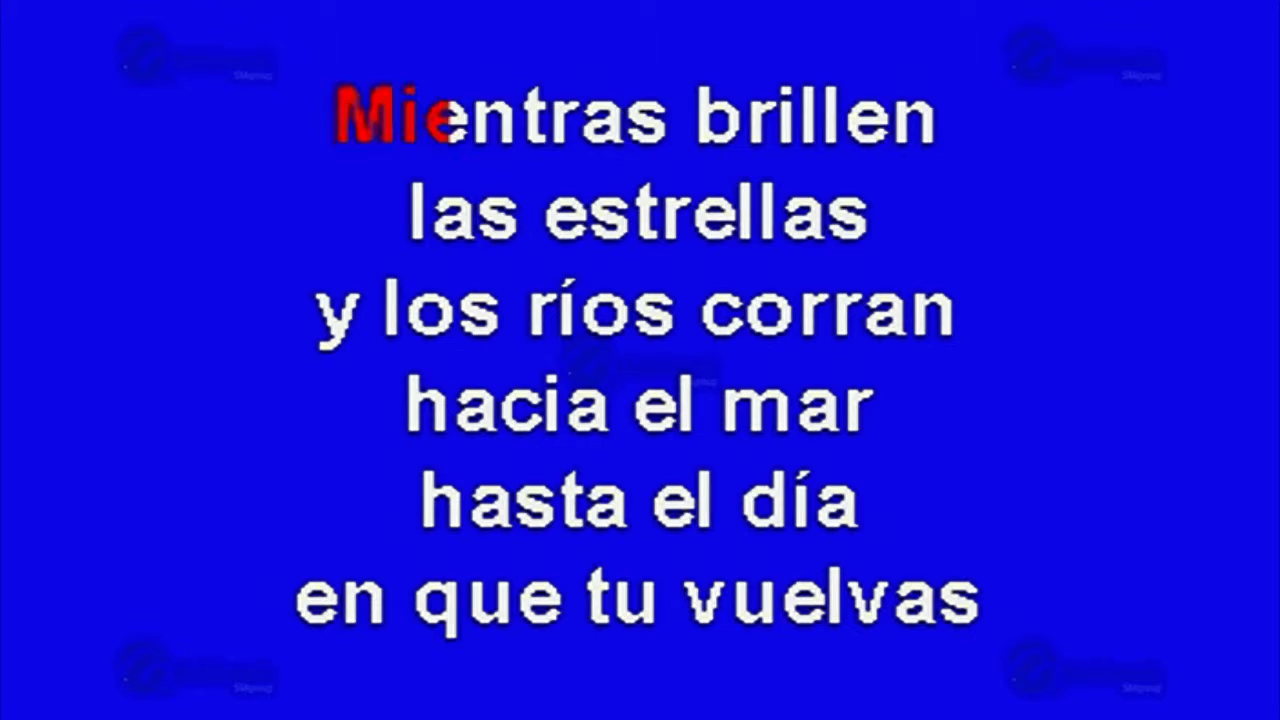 Mientras brillen
las estrellas
y los ríos corran
hacia el mar
hasta el día
en que tu vuelvas